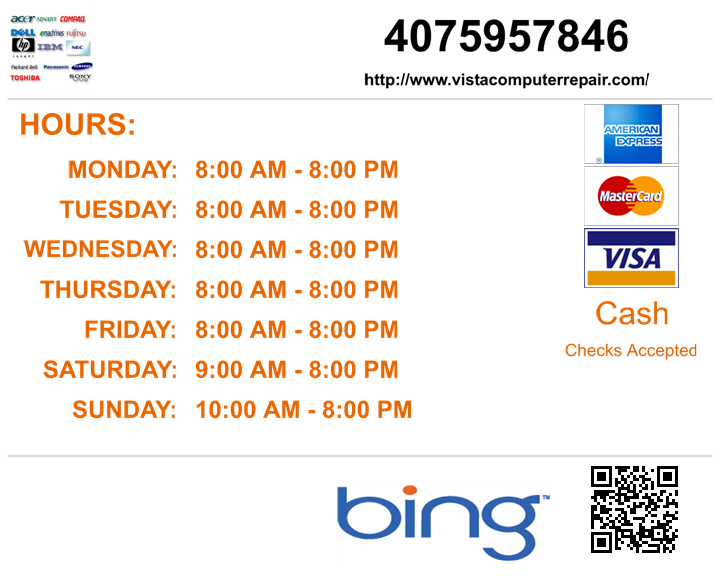 acer ADVERT COMPAQ
DELL emachines FUJITSU
hp IBM NEC
invent
Packard Bell Panasonic SAMSUNG
TOSHIBA SONY
VAIO
4075957846
http://www.vistacomputerrepair.com/
HOURS:
MONDAY: 8:00 AM - 8:00 PM
TUESDAY: 8:00 AM - 8:00 PM
WEDNESDAY: 8:00 AM - 8:00 PM
THURSDAY: 8:00 AM - 8:00 PM
FRIDAY: 8:00 AM - 8:00 PM
SATURDAY: 9:00 AM - 8:00 PM
SUNDAY: 10:00 AM - 8:00 PM
AMERICAN
EXPRESS
MasterCard
VISA
Cash
Checks Accepted
bing™